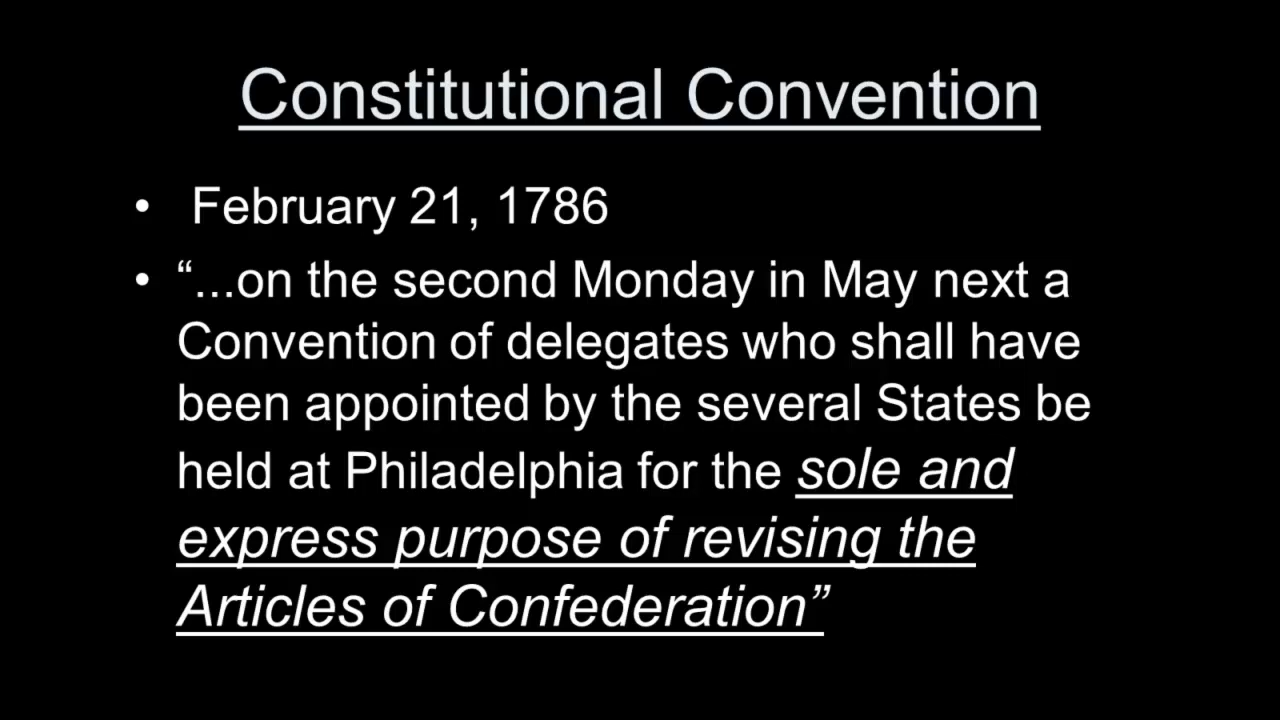 Constitutional Convention
• February 21, 1786
• “...on the second Monday in May next a
Convention of delegates who shall have
been appointed by the several States be
held at Philadelphia for the sole and
express purpose of revising the
Articles of Confederation”